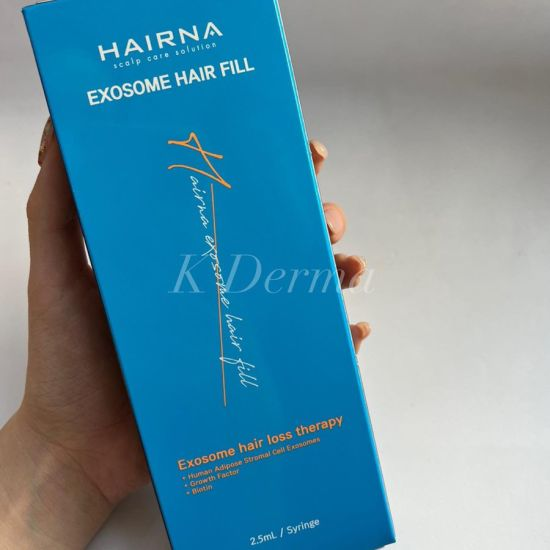 HAIRNA
scalp care solution
EXOSOME HAIR FILL
Hairna exosome hair fill
K Derma
Exosome hair loss therapy
• Human Adipose Stromal Cell Exosomes
• Growth Factor
• Biotin
2.5mL / Syringe